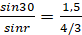 sin30/sinr = 1,5/4/3